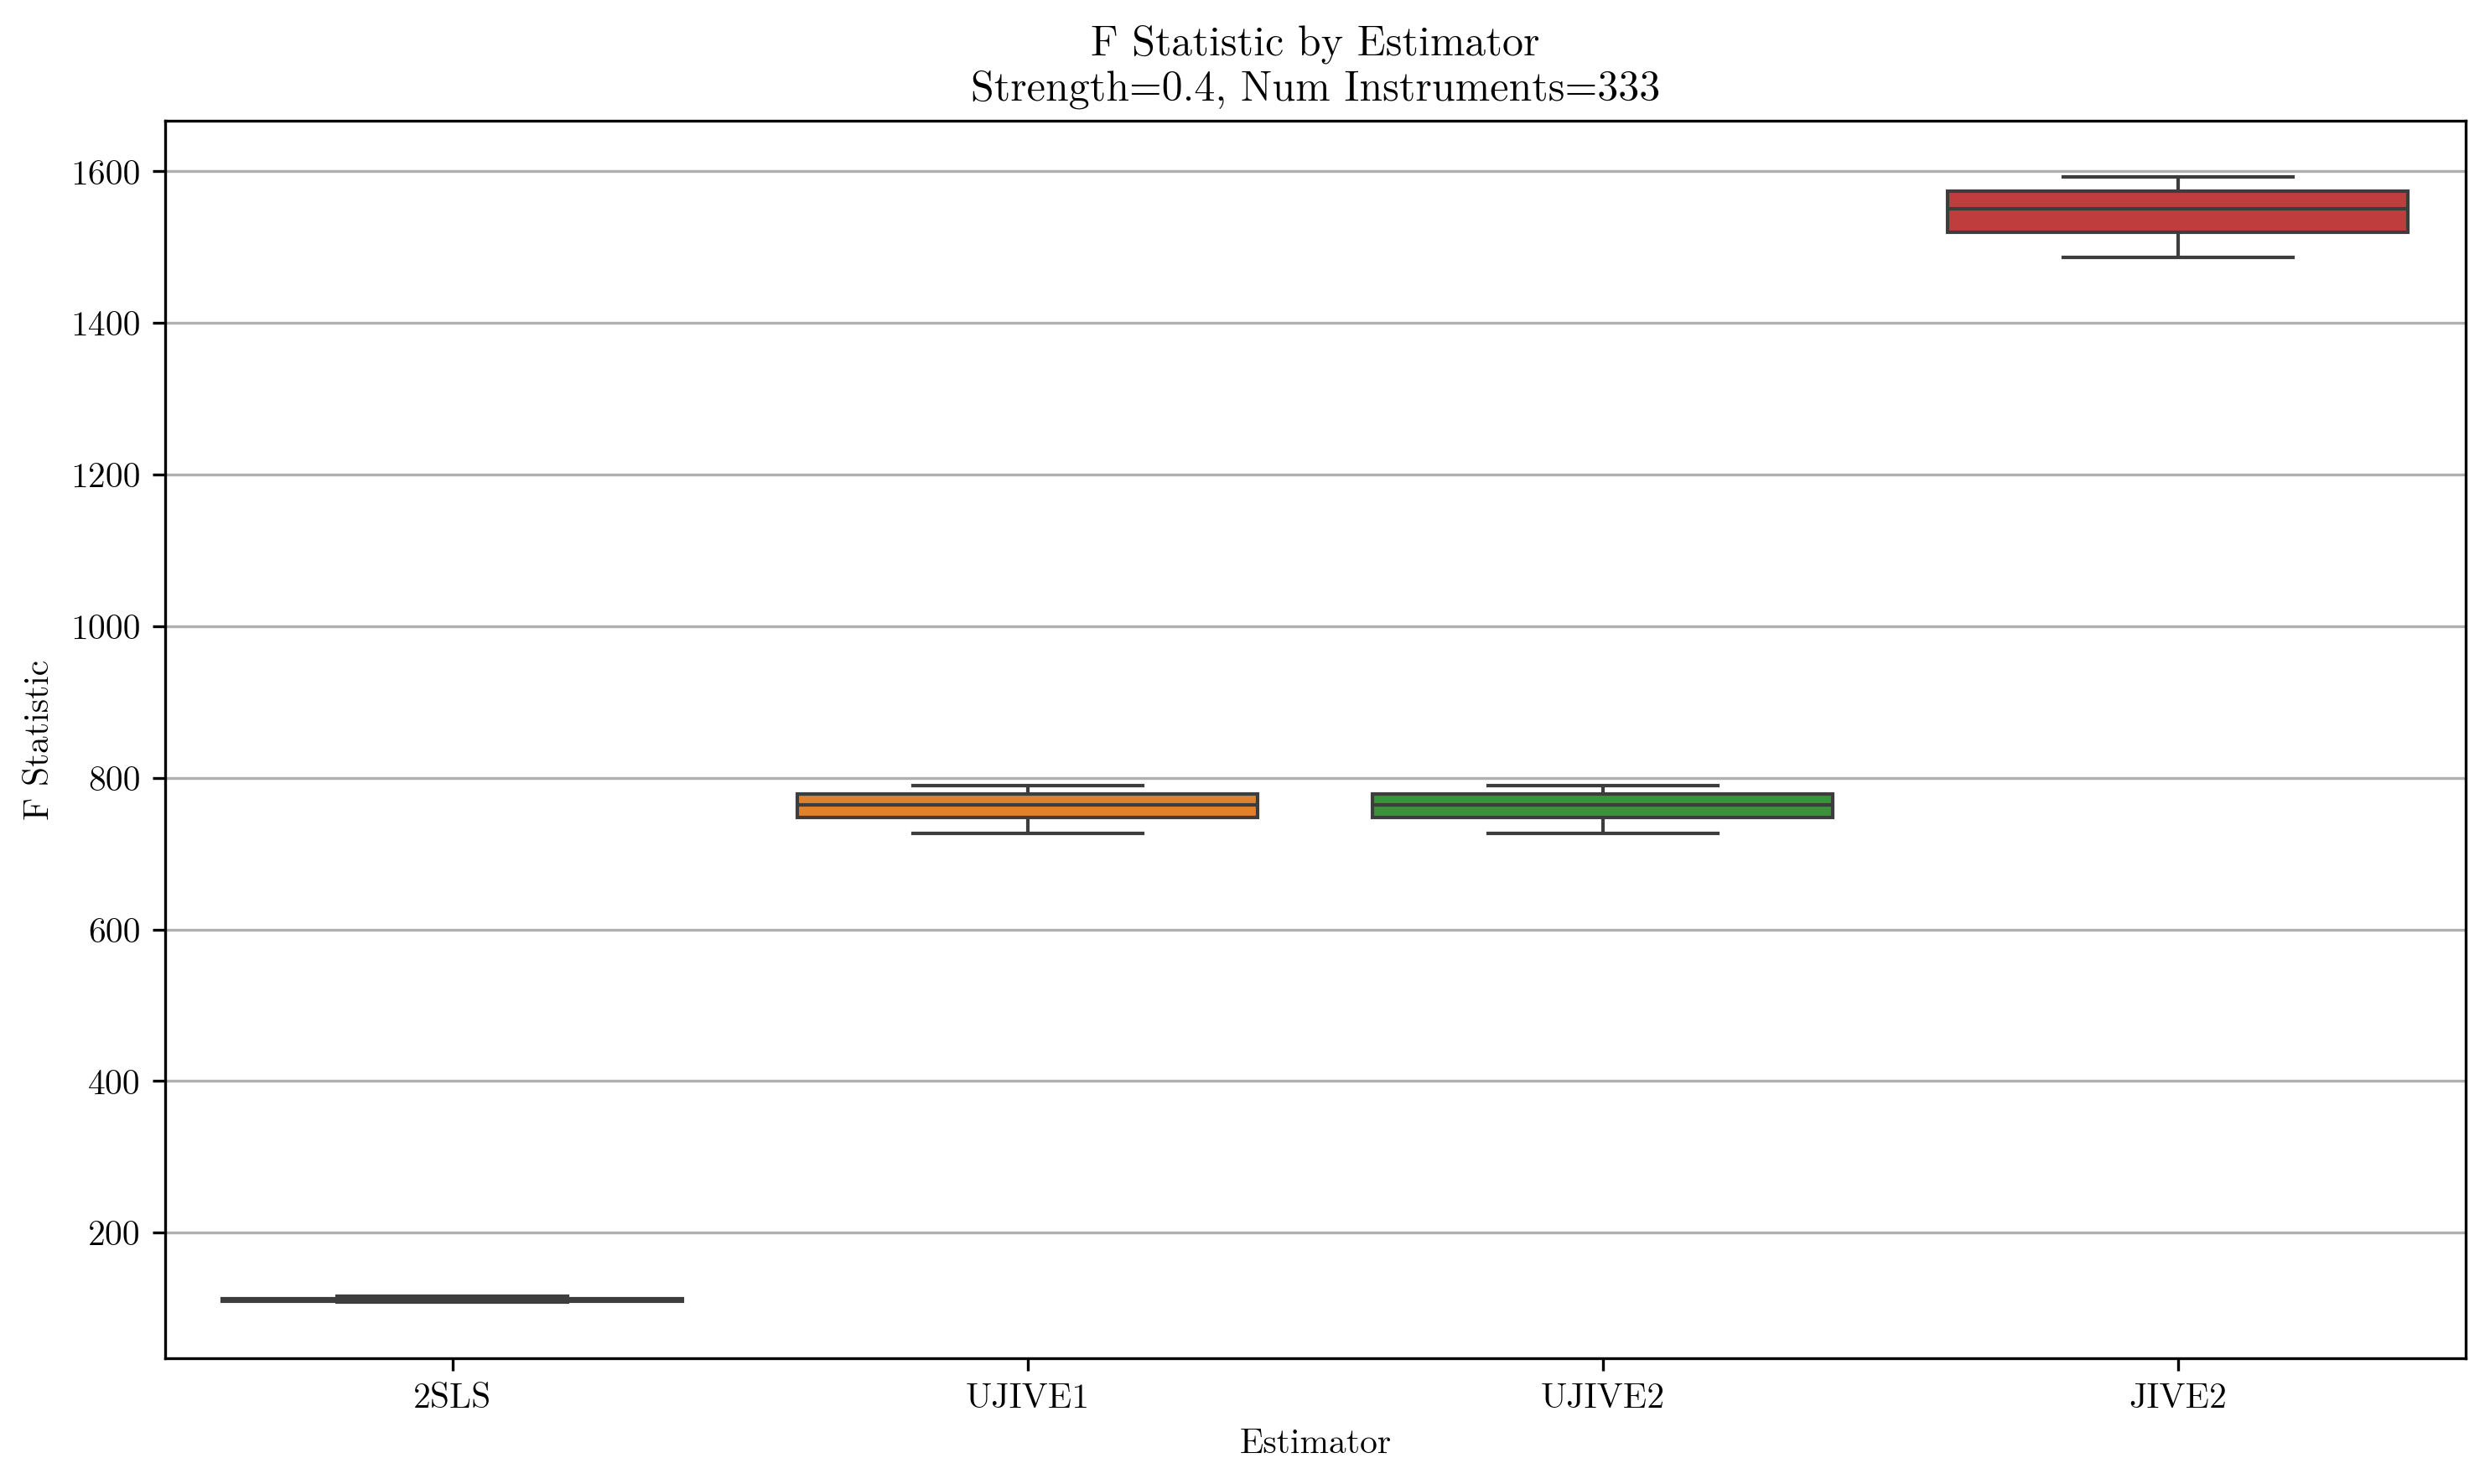 F Statistic by Estimator
Strength=0.4, Num Instruments=333
F Statistic
1600
1400
1200
1000
800
600
400
200
2SLS
UJIVE1
UJIVE2
JIVE2
Estimator